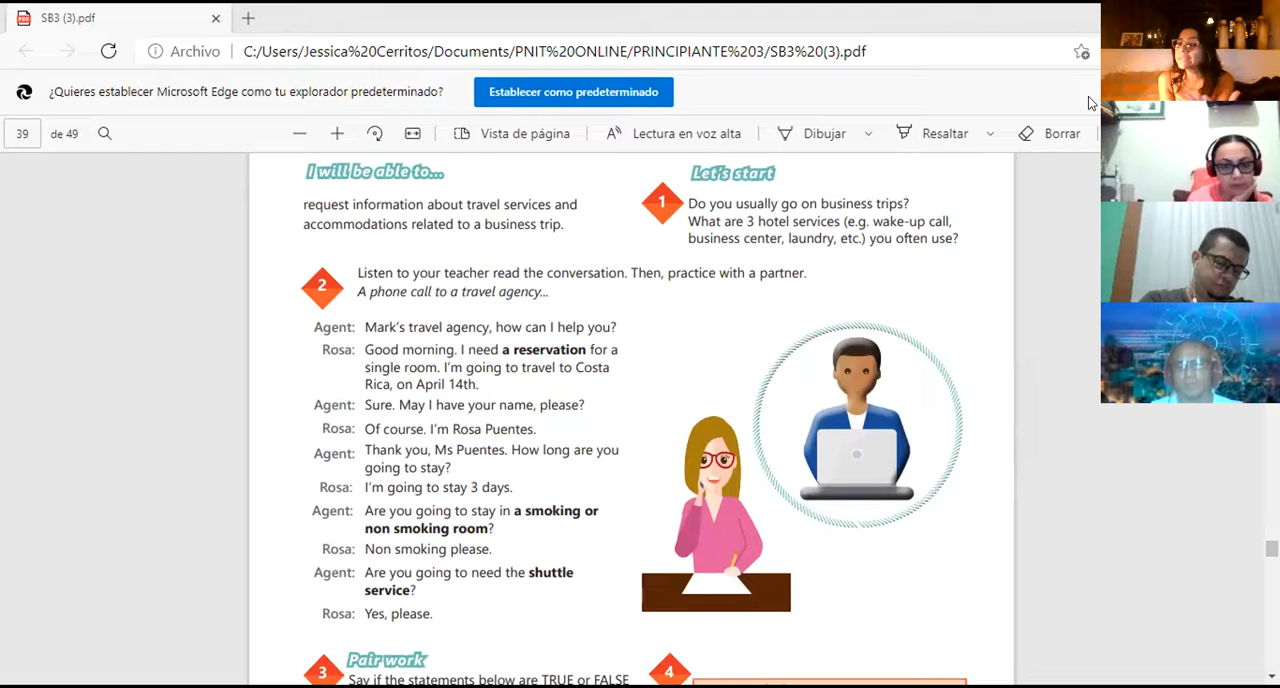 SB3 (3).pdf
Archivo
C:/Users/Jessica%20Cerritos/Documents/PNIT%20ONLINE/PRINCIPIANTE%203/SB3%20(3).pdf
¿Quieres establecer Microsoft Edge como tu explorador predeterminado?
Establecer como predeterminado
39
de 49
Vista de página
Lectura en voz alta
Dibujar
Resaltar
Borrar
I will be able to...
request information about travel services and
accommodations related to a business trip.
Let's start
1
Do you usually go on business trips?
What are 3 hotel services (e.g. wake-up call,
business center, laundry, etc.) you often use?
2
Listen to your teacher read the conversation. Then, practice with a partner.
A phone call to a travel agency...
Agent: Mark's travel agency, how can I help you?
Rosa: Good morning. I need a reservation for a
single room. I'm going to travel to Costa
Rica, on April 14th.
Agent: Sure. May I have your name, please?
Rosa: Of course. I'm Rosa Puentes.
Agent: Thank you, Ms Puentes. How long are you
going to stay?
Rosa: I'm going to stay 3 days.
Agent: Are you going to stay in a smoking or
non smoking room?
Rosa: Non smoking please.
Agent: Are you going to need the shuttle
service?
Rosa: Yes, please.
3
Pair work
Say if the statements below are TRUE or FALSE
4